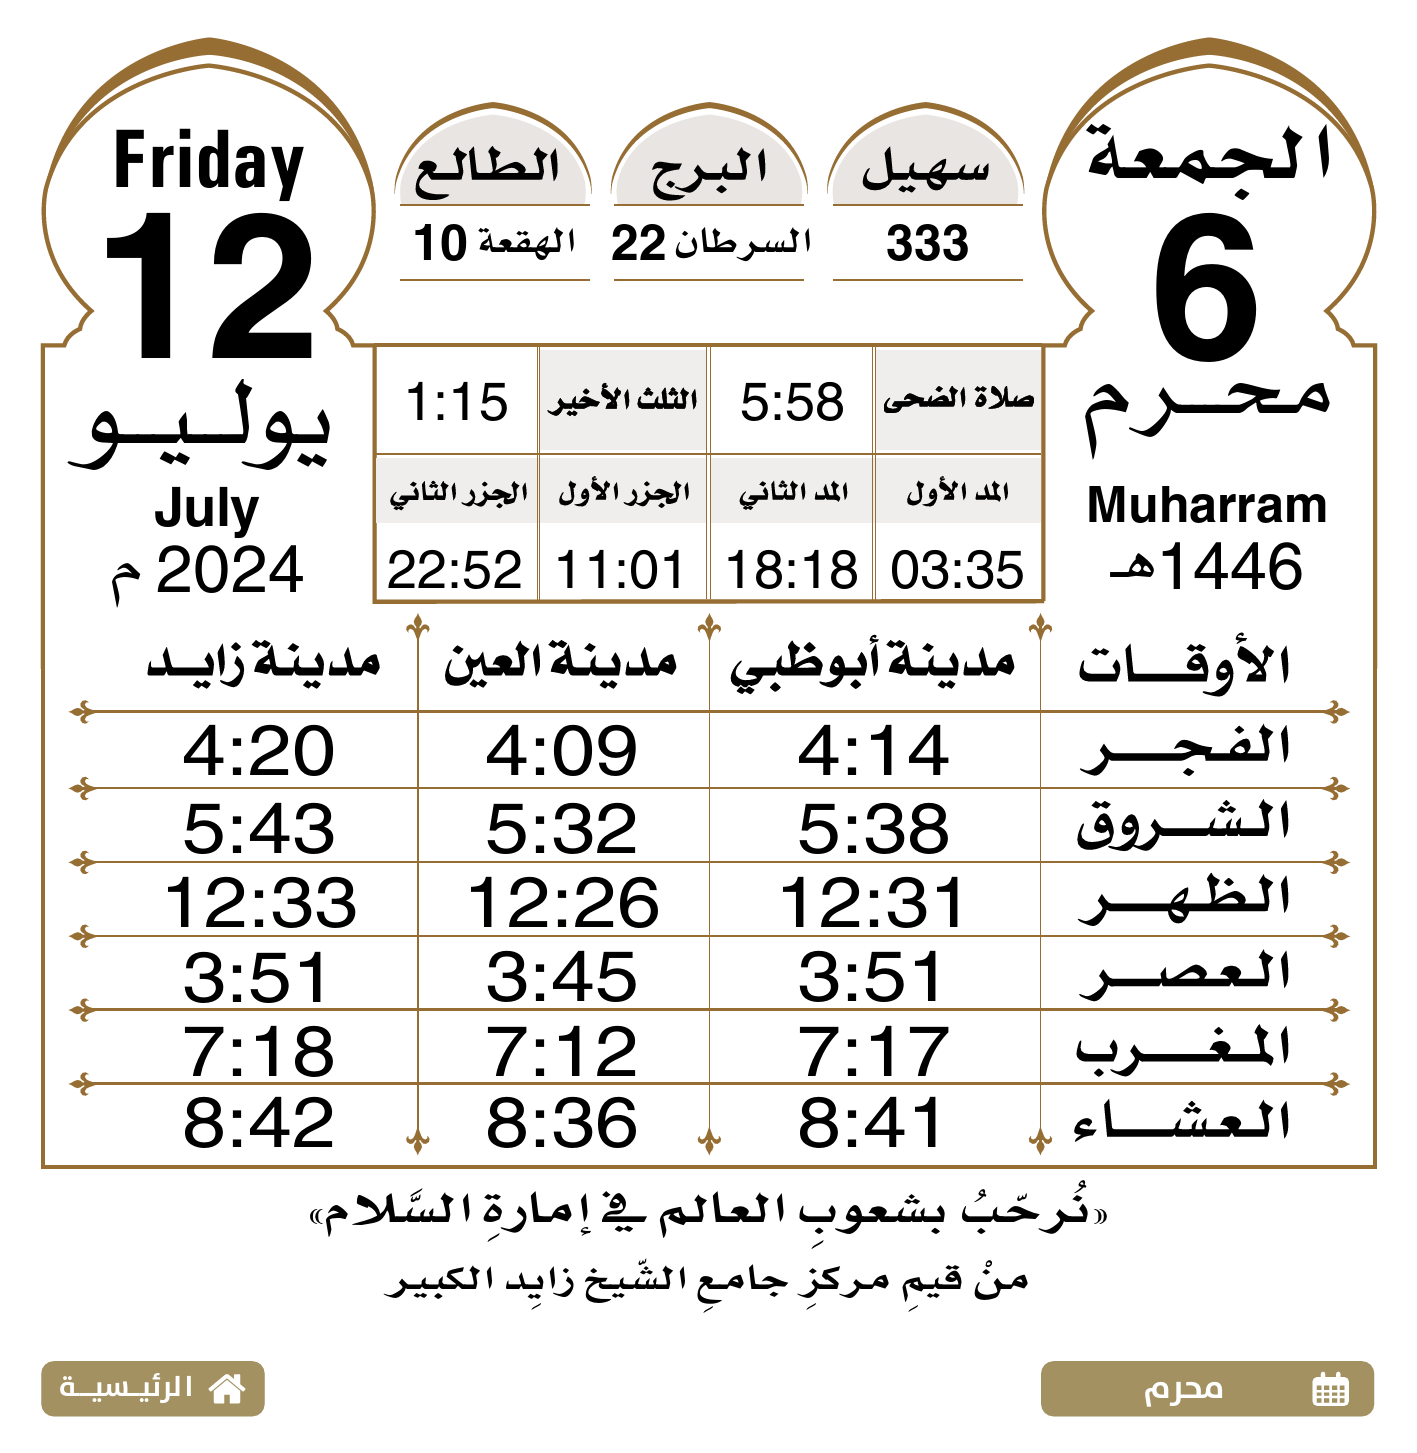 الجمعة
6
محرم
Muharram
1446هـ
سهيل
333
البرج
السرطان 22
الطالع
الهقعة 10
Friday
12
يوليو
July
2024 م
صلاة الضحى 5:58 الثلث الأخير 1:15
المد الأول المد الثاني الجزر الأول الجزر الثاني
03:35 18:18 11:01 22:52
الأوقات مدينة أبوظبي مدينة العين مدينة زايد
الفجر 4:14 4:09 4:20
الشروق 5:38 5:32 5:43
الظهر 12:31 12:26 12:33
العصر 3:51 3:45 3:51
المغرب 7:17 7:12 7:18
العشاء 8:41 8:36 8:42
«نُرحّبُ بشعوبِ العالم في إمارةِ السَّلام»
منْ قيمِ مركزِ جامعِ الشّيخ زايِد الكبير
محرم
الرئيسية